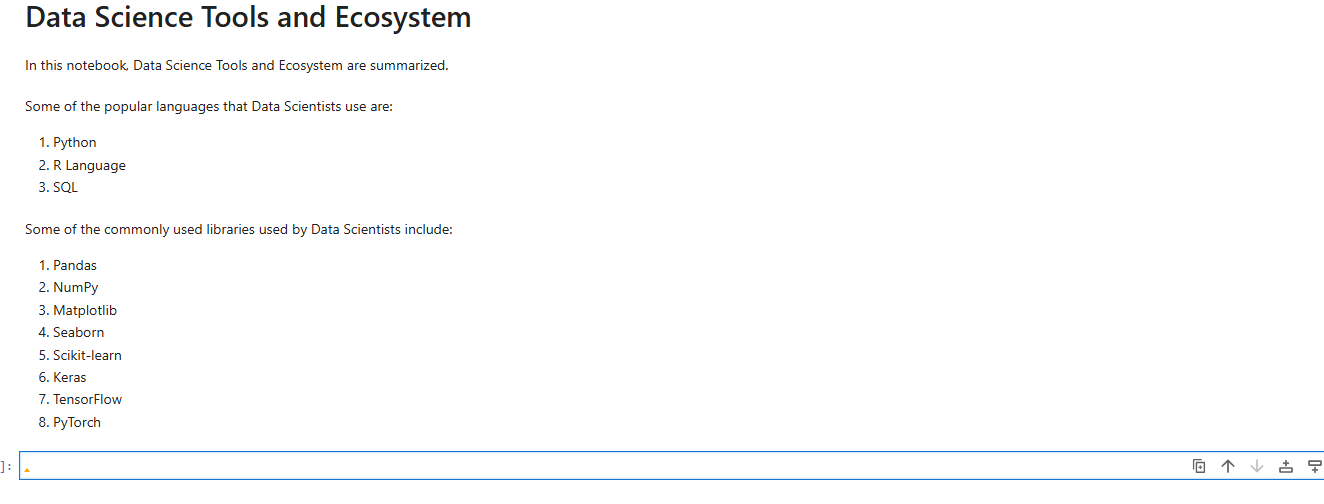 Data Science Tools and Ecosystem
In this notebook, Data Science Tools and Ecosystem are summarized.
Some of the popular languages that Data Scientists use are:
1. Python
2. R Language
3. SQL
Some of the commonly used libraries used by Data Scientists include:
1. Pandas
2. NumPy
3. Matplotlib
4. Seaborn
5. Scikit-learn
6. Keras
7. TensorFlow
8. PyTorch
]: